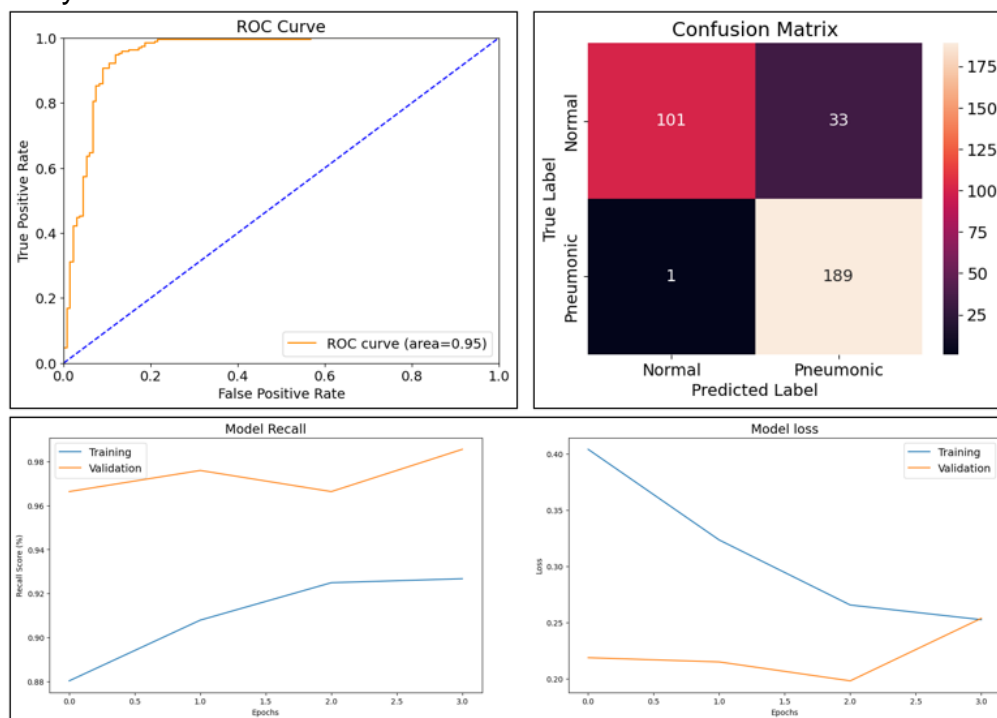 ROC Curve
1.0
0.8
0.6
0.4
0.2
0.0
True Positive Rate
ROC curve (area=0.95)
0.0 0.2 0.4 0.6 0.8 1.0
False Positive Rate
Confusion Matrix
True Label
Normal
Pneumonic
101 33
1 189
Normal Pneumonic
Predicted Label
175
150
125
100
75
50
25
Model Recall
Training
Validation
Recall Score (%)
0.98
0.96
0.94
0.92
0.90
0.88
0.0 0.5 1.0 1.5 2.0 2.5 3.0
Epochs
Model loss
Training
Validation
Loss
0.40
0.35
0.30
0.25
0.20
0.0 0.5 1.0 1.5 2.0 2.5 3.0
Epochs